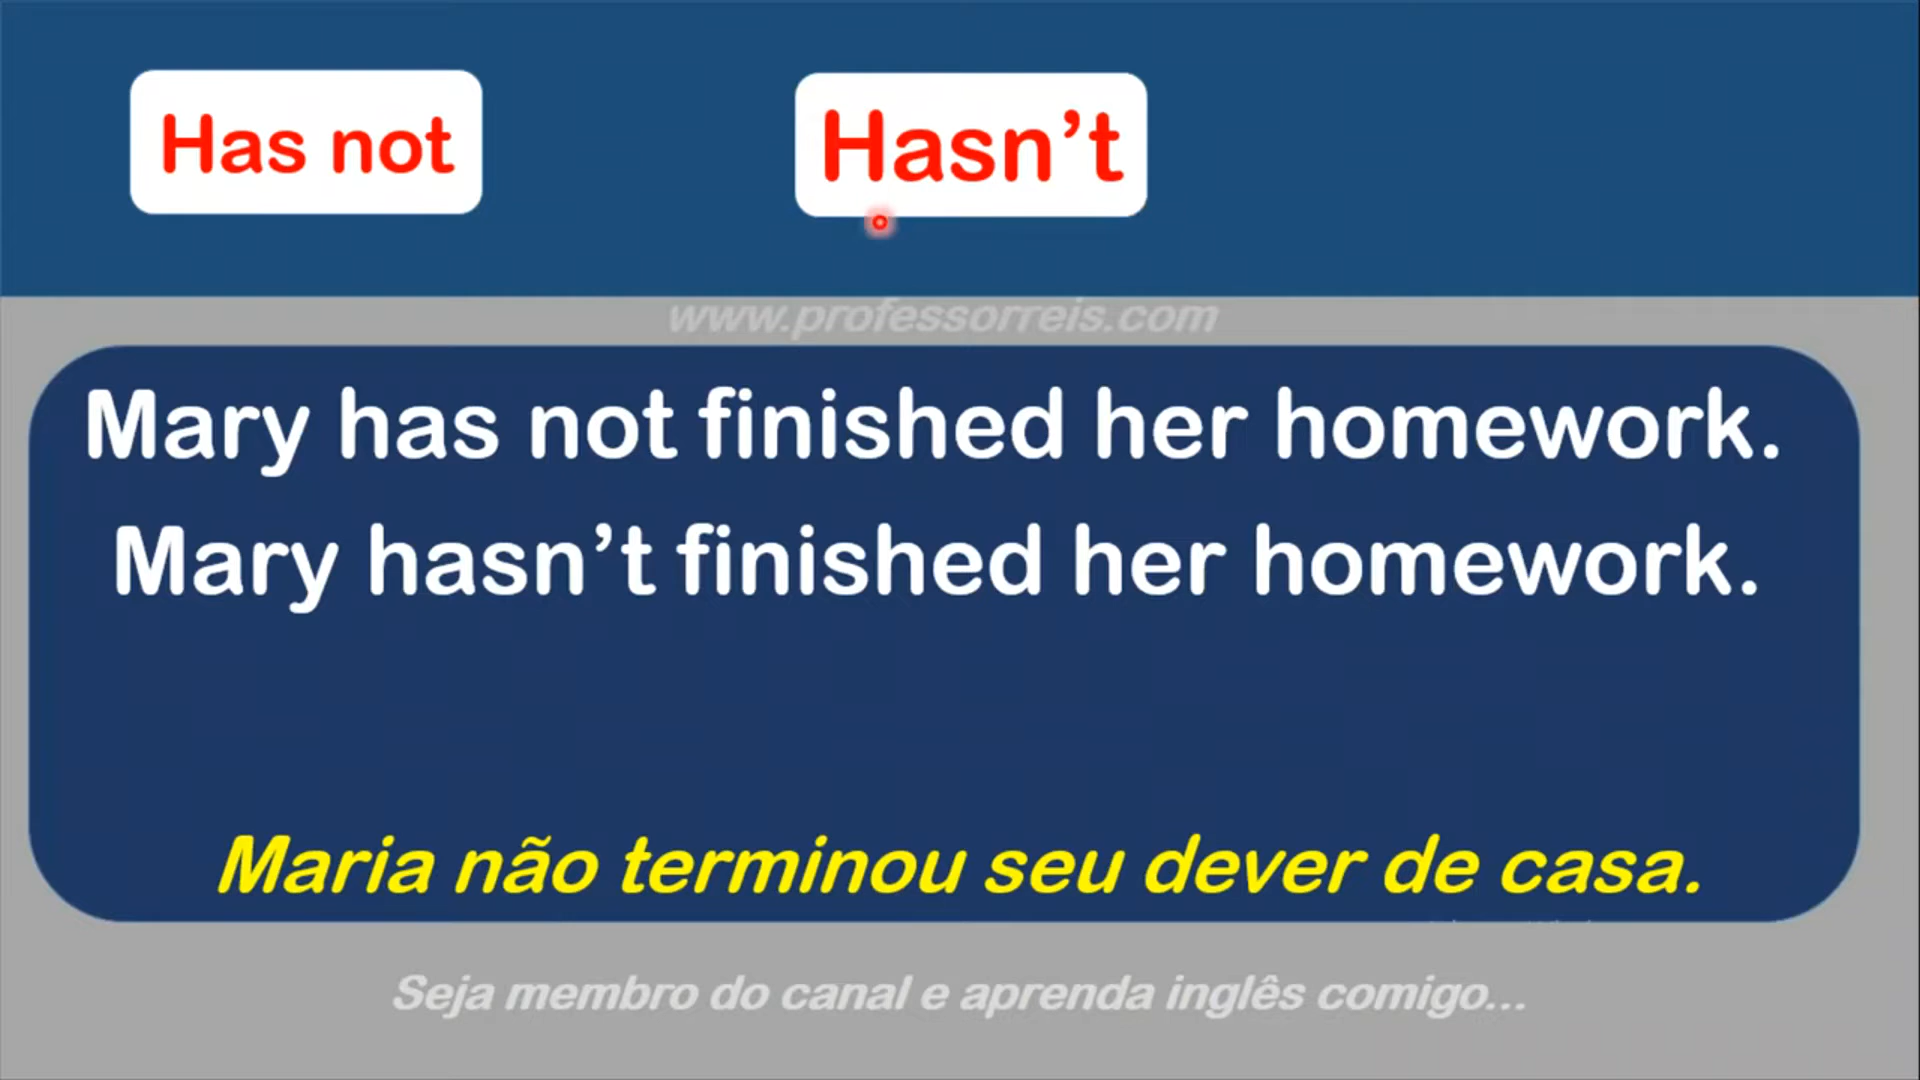 Has not
Hasn’t
www.professorreis.com
Mary has not finished her homework.
Mary hasn’t finished her homework.
Maria não terminou seu dever de casa.
Seja membro do canal e aprenda inglês comigo...